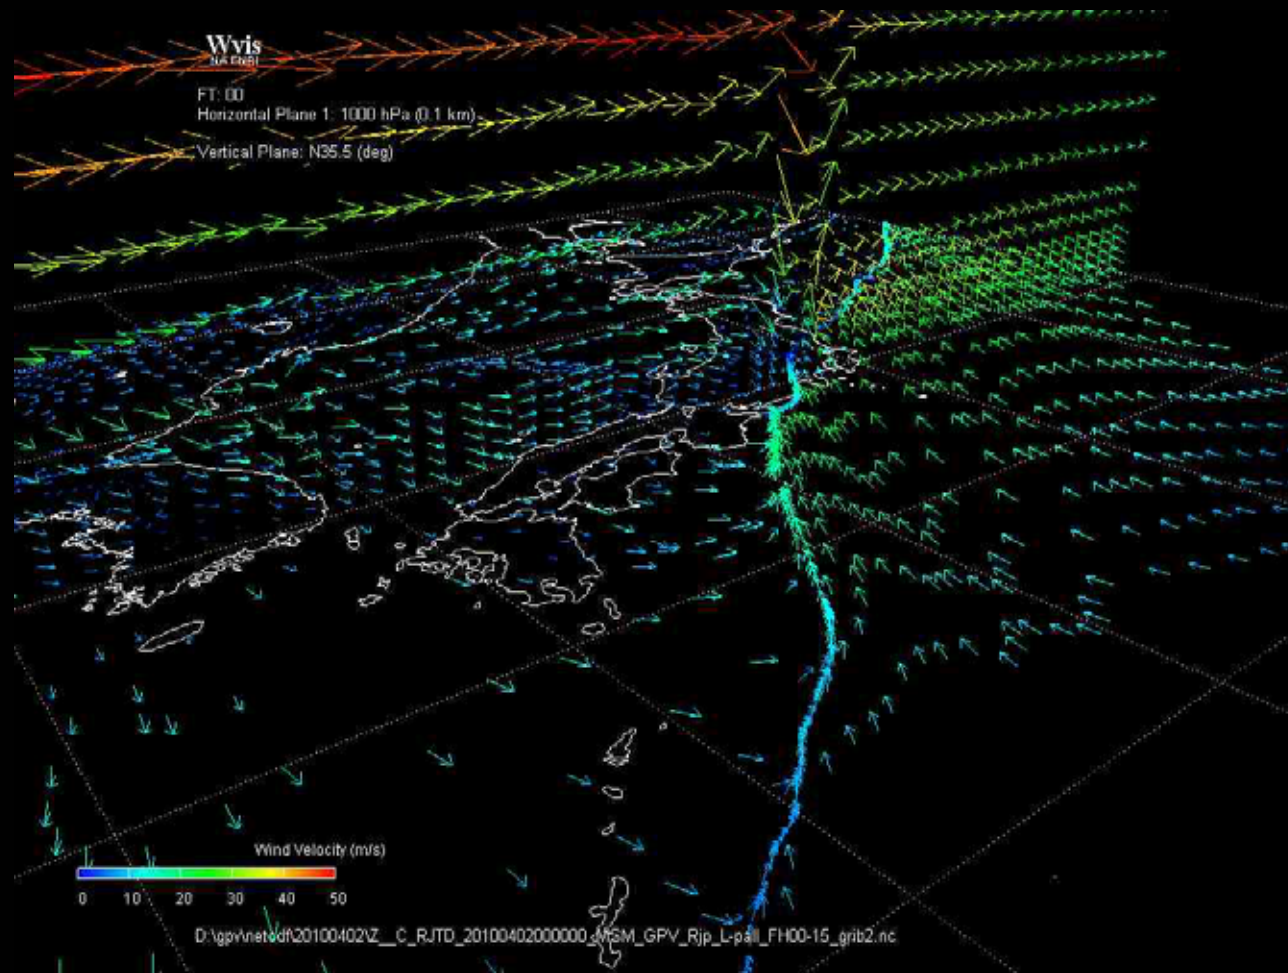 Wvis
FT: 00
Horizontal Plane 1: 1000 hPa (0.1 km)
Vertical Plane: N35.5 (deg)
Wind Velocity (m/s)
0 10 20 30 40 50
D:\gpv\netcdf\20100402\Z__C_RJTD_20100402000000_MSM_GPV_Rjp_L-pall_FH00-15_grib2.nc